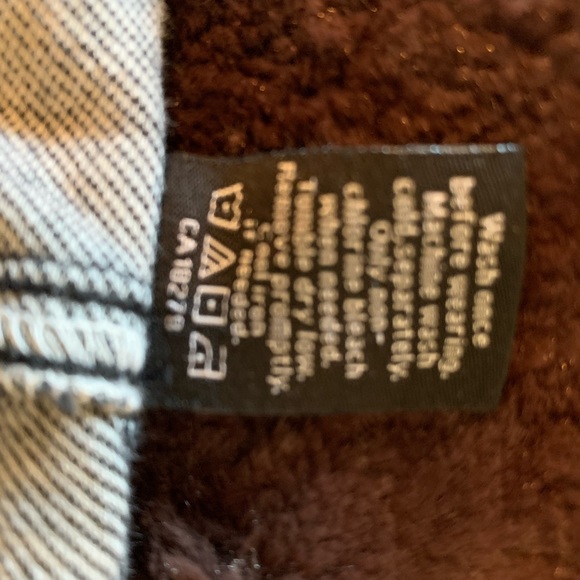 Wash once
before wearing.
Machine wash
cold, separately.
Only non-
chlorine bleach
when needed.
Tumble dry low.
Remove promptly.
Cool iron
if needed.
CA 18279